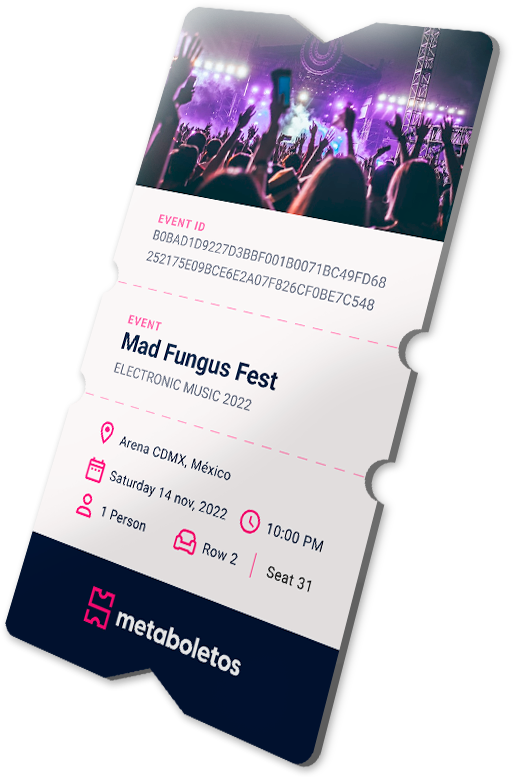 EVENT ID
B0BAD1D9227D3BBF001B0071BC49FD68
252175E09BCE6E2A07F826CF0BE7C548
EVENT
Mad Fungus Fest
ELECTRONIC MUSIC 2022
Arena CDMX, México
Saturday 14 nov, 2022 10:00 PM
1 Person Row 2 Seat 31
metaboletos